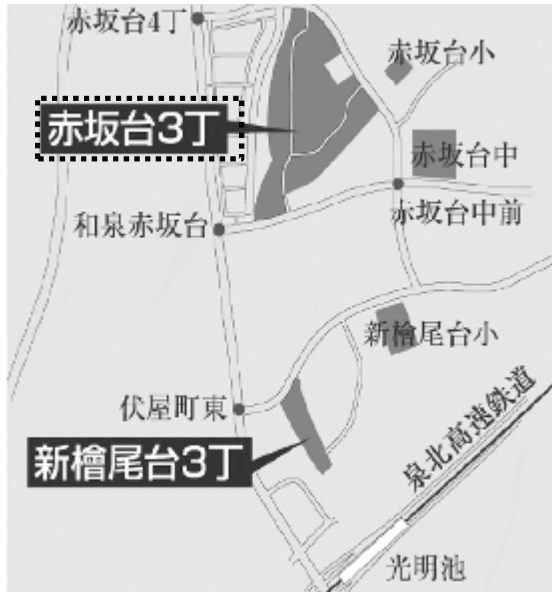 赤坂台4丁
赤坂台小
赤坂台3丁
赤坂台中
赤坂台中前
和泉赤坂台
新檜尾台小
伏屋町東
新檜尾台3丁
泉北高速鉄道
光明池